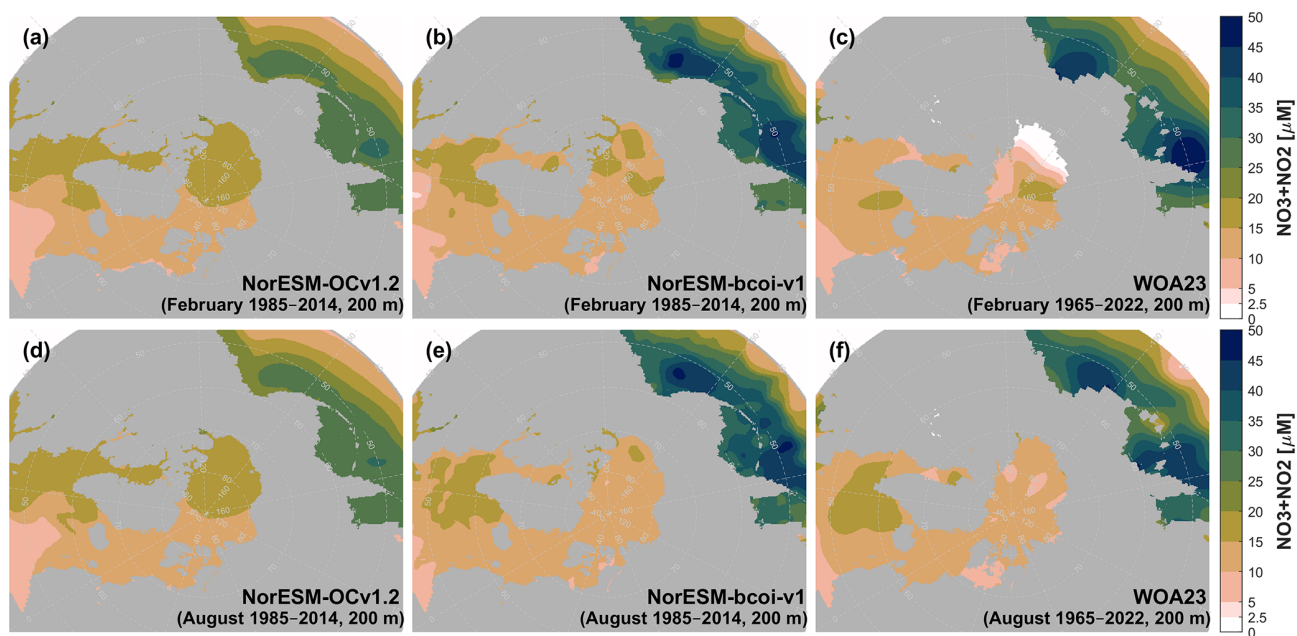 (a)
NorESM-OCv1.2
(February 1985–2014, 200 m)
(b)
NorESM-bcoi-v1
(February 1985–2014, 200 m)
(c)
WOA23
(February 1965–2022, 200 m)
50
45
40
35
30
25
20
15
10
5
2.5
0
NO3+NO2 [μM]
(d)
NorESM-OCv1.2
(August 1985–2014, 200 m)
(e)
NorESM-bcoi-v1
(August 1985–2014, 200 m)
(f)
WOA23
(August 1965–2022, 200 m)
50
45
40
35
30
25
20
15
10
5
2.5
0
NO3+NO2 [μM]